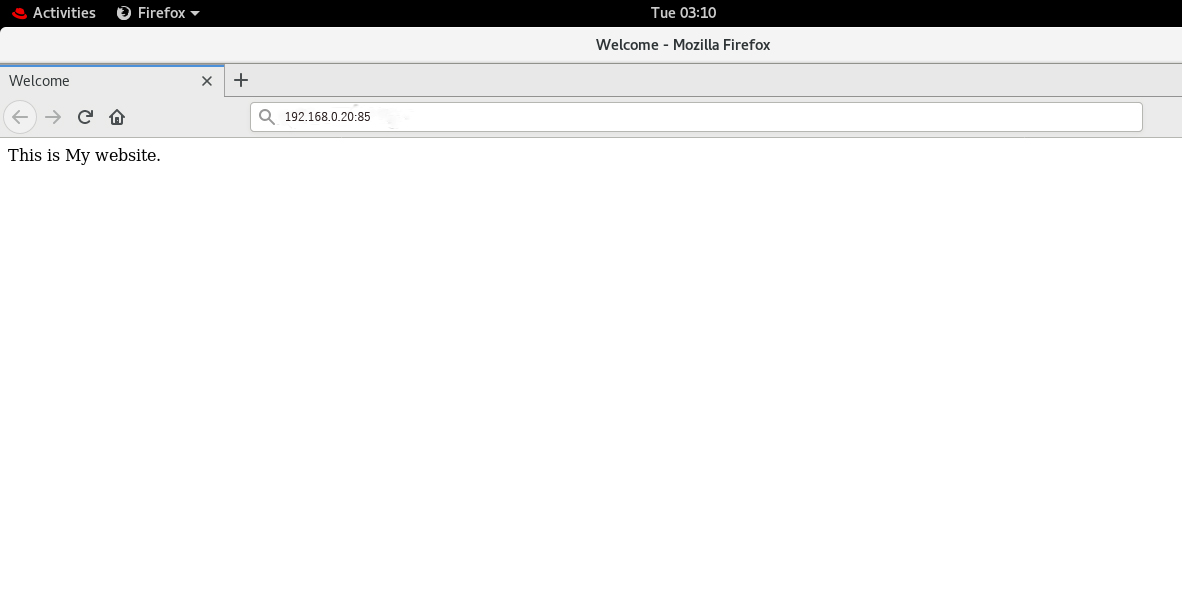 Activities Firefox Tue 03:10
Welcome - Mozilla Firefox
Welcome
192.168.0.20:85
This is My website.